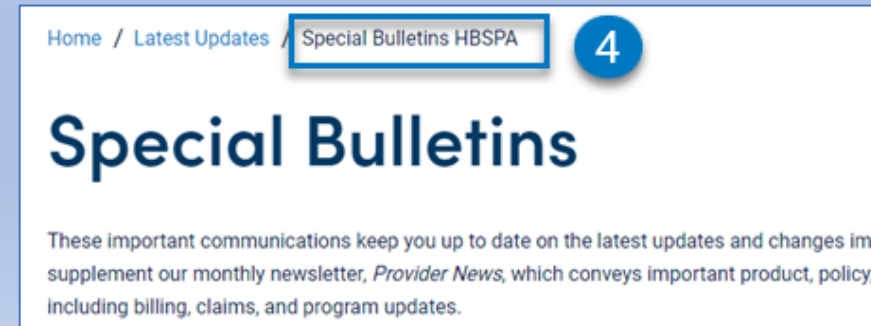 Home / Latest Updates / Special Bulletins HBSPA
4
Special Bulletins
These important communications keep you up to date on the latest updates and changes im
supplement our monthly newsletter, Provider News, which conveys important product, policy,
including billing, claims, and program updates.